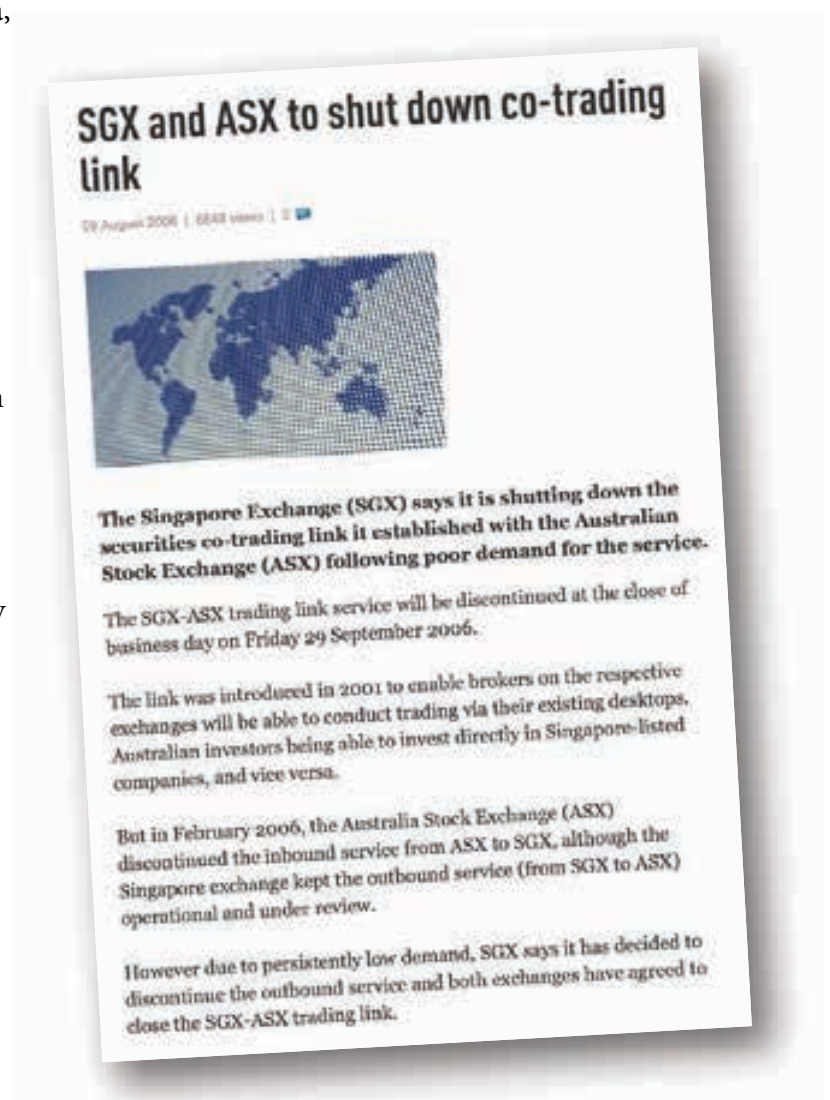 SGX and ASX to shut down co-trading
link
09 August 2006 | 6848 views | 2
The Singapore Exchange (SGX) says it is shutting down the
securities co-trading link it established with the Australian
Stock Exchange (ASX) following poor demand for the service.
The SGX-ASX trading link service will be discontinued at the close of
business day on Friday 29 September 2006.
The link was introduced in 2001 to enable brokers on the respective
exchanges will be able to conduct trading via their existing desktops,
Australian investors being able to invest directly in Singapore-listed
companies, and vice versa.
But in February 2006, the Australia Stock Exchange (ASX)
discontinued the inbound service from ASX to SGX, although the
Singapore exchange kept the outbound service (from SGX to ASX)
operational and under review.
However due to persistently low demand, SGX says it has decided to
discontinue the outbound service and both exchanges have agreed to
close the SGX-ASX trading link.